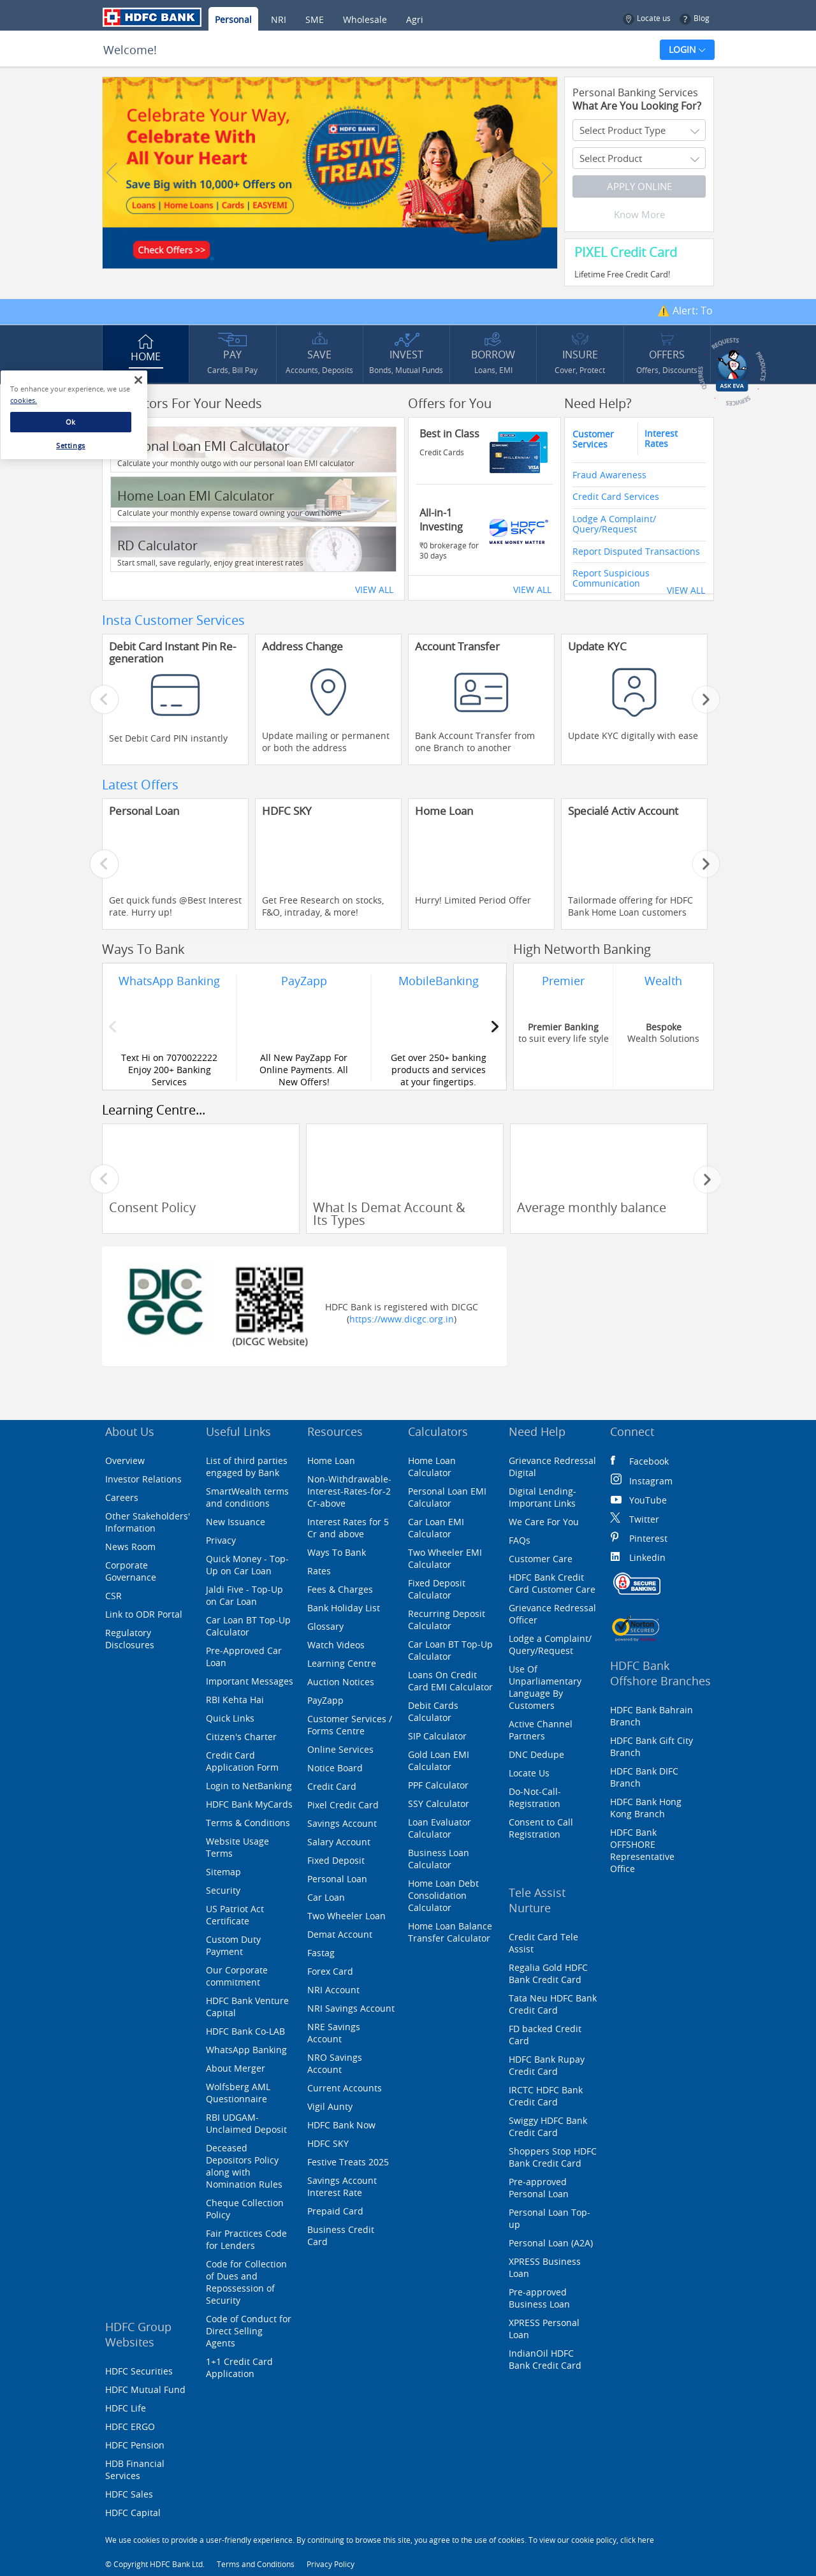 HDFC BANK
Personal
NRI
SME
Wholesale
Agri
Locate us
? Blog
Welcome!
LOGIN
Celebrate Your Way,
Celebrate With
All Your Heart
Save Big with 10,000+ Offers on
Loans | Home Loans | Cards | EASYEMI
Check Offers >>
HDFC BANK
FESTIVE
TREATS
Personal Banking Services
What Are You Looking For?
Select Product Type
Select Product
APPLY ONLINE
Know More
PIXEL Credit Card
Lifetime Free Credit Card!
⚠️ Alert: To
HOME
PAY
Cards, Bill Pay
SAVE
Accounts, Deposits
INVEST
Bonds, Mutual Funds
BORROW
Loans, EMI
INSURE
Cover, Protect
OFFERS
Offers, Discounts
REQUESTS
PRODUCTS
SERVICES
OFFERS
ASK EVA
To enhance your experience, we use
cookies.
Ok
Settings
tors For Your Needs
onal Loan EMI Calculator
Calculate your monthly outgo with our personal loan EMI calculator
Home Loan EMI Calculator
Calculate your monthly expense toward owning your own home
RD Calculator
Start small, save regularly, enjoy great interest rates
VIEW ALL
Offers for You
Best in Class
Credit Cards
MILLENNIA
All-in-1
Investing
₹0 brokerage for
30 days
HDFC
SKY
MAKE MONEY MATTER
VIEW ALL
Need Help?
Customer
Services
Interest
Rates
Fraud Awareness
Credit Card Services
Lodge A Complaint/
Query/Request
Report Disputed Transactions
Report Suspicious
Communication
VIEW ALL
Insta Customer Services
Debit Card Instant Pin Re-
generation
Set Debit Card PIN instantly
Address Change
Update mailing or permanent
or both the address
Account Transfer
Bank Account Transfer from
one Branch to another
Update KYC
Update KYC digitally with ease
Latest Offers
Personal Loan
Get quick funds @Best Interest
rate. Hurry up!
HDFC SKY
Get Free Research on stocks,
F&O, intraday, & more!
Home Loan
Hurry! Limited Period Offer
Specialé Activ Account
Tailormade offering for HDFC
Bank Home Loan customers
Ways To Bank
WhatsApp Banking
Text Hi on 7070022222
Enjoy 200+ Banking
Services
PayZapp
All New PayZapp For
Online Payments. All
New Offers!
MobileBanking
Get over 250+ banking
products and services
at your fingertips.
High Networth Banking
Premier
Premier Banking
to suit every life style
Wealth
Bespoke
Wealth Solutions
Learning Centre...
Consent Policy
What Is Demat Account &
Its Types
Average monthly balance
DIC
GC
(DICGC Website)
HDFC Bank is registered with DICGC
(https://www.dicgc.org.in)
About Us
Overview
Investor Relations
Careers
Other Stakeholders'
Information
News Room
Corporate
Governance
CSR
Link to ODR Portal
Regulatory
Disclosures
HDFC Group
Websites
HDFC Securities
HDFC Mutual Fund
HDFC Life
HDFC ERGO
HDFC Pension
HDB Financial
Services
HDFC Sales
HDFC Capital
Useful Links
List of third parties
engaged by Bank
SmartWealth terms
and conditions
New Issuance
Privacy
Quick Money - Top-
Up on Car Loan
Jaldi Five - Top-Up
on Car Loan
Car Loan BT Top-Up
Calculator
Pre-Approved Car
Loan
Important Messages
RBI Kehta Hai
Quick Links
Citizen's Charter
Credit Card
Application Form
Login to NetBanking
HDFC Bank MyCards
Terms & Conditions
Website Usage
Terms
Sitemap
Security
US Patriot Act
Certificate
Custom Duty
Payment
Our Corporate
commitment
HDFC Bank Venture
Capital
HDFC Bank Co-LAB
WhatsApp Banking
About Merger
Wolfsberg AML
Questionnaire
RBI UDGAM-
Unclaimed Deposit
Deceased
Depositors Policy
along with
Nomination Rules
Cheque Collection
Policy
Fair Practices Code
for Lenders
Code for Collection
of Dues and
Repossession of
Security
Code of Conduct for
Direct Selling
Agents
1+1 Credit Card
Application
Resources
Home Loan
Non-Withdrawable-
Interest-Rates-for-2
Cr-above
Interest Rates for 5
Cr and above
Ways To Bank
Rates
Fees & Charges
Bank Holiday List
Glossary
Watch Videos
Learning Centre
Auction Notices
PayZapp
Customer Services /
Forms Centre
Online Services
Notice Board
Credit Card
Pixel Credit Card
Savings Account
Salary Account
Fixed Deposit
Personal Loan
Car Loan
Two Wheeler Loan
Demat Account
Fastag
Forex Card
NRI Account
NRI Savings Account
NRE Savings
Account
NRO Savings
Account
Current Accounts
Vigil Aunty
HDFC Bank Now
HDFC SKY
Festive Treats 2025
Savings Account
Interest Rate
Prepaid Card
Business Credit
Card
Calculators
Home Loan
Calculator
Personal Loan EMI
Calculator
Car Loan EMI
Calculator
Two Wheeler EMI
Calculator
Fixed Deposit
Calculator
Recurring Deposit
Calculator
Car Loan BT Top-Up
Calculator
Loans On Credit
Card EMI Calculator
Debit Cards
Calculator
SIP Calculator
Gold Loan EMI
Calculator
PPF Calculator
SSY Calculator
Loan Evaluator
Calculator
Business Loan
Calculator
Home Loan Debt
Consolidation
Calculator
Home Loan Balance
Transfer Calculator
Need Help
Grievance Redressal
Digital
Digital Lending-
Important Links
We Care For You
FAQs
Customer Care
HDFC Bank Credit
Card Customer Care
Grievance Redressal
Officer
Lodge a Complaint/
Query/Request
Use Of
Unparliamentary
Language By
Customers
Active Channel
Partners
DNC Dedupe
Locate Us
Do-Not-Call-
Registration
Consent to Call
Registration
Tele Assist
Nurture
Credit Card Tele
Assist
Regalia Gold HDFC
Bank Credit Card
Tata Neu HDFC Bank
Credit Card
FD backed Credit
Card
HDFC Bank Rupay
Credit Card
IRCTC HDFC Bank
Credit Card
Swiggy HDFC Bank
Credit Card
Shoppers Stop HDFC
Bank Credit Card
Pre-approved
Personal Loan
Personal Loan Top-
up
Personal Loan (A2A)
XPRESS Business
Loan
Pre-approved
Business Loan
XPRESS Personal
Loan
IndianOil HDFC
Bank Credit Card
Connect
Facebook
Instagram
YouTube
Twitter
Pinterest
Linkedin
SECURE
BANKING
Norton
SECURED
HDFC Bank
Offshore Branches
HDFC Bank Bahrain
Branch
HDFC Bank Gift City
Branch
HDFC Bank DIFC
Branch
HDFC Bank Hong
Kong Branch
HDFC Bank
OFFSHORE
Representative
Office
We use cookies to provide a user-friendly experience. By continuing to browse this site, you agree to the use of cookies. To view our cookie policy, click here
© Copyright HDFC Bank Ltd.
Terms and Conditions
Privacy Policy